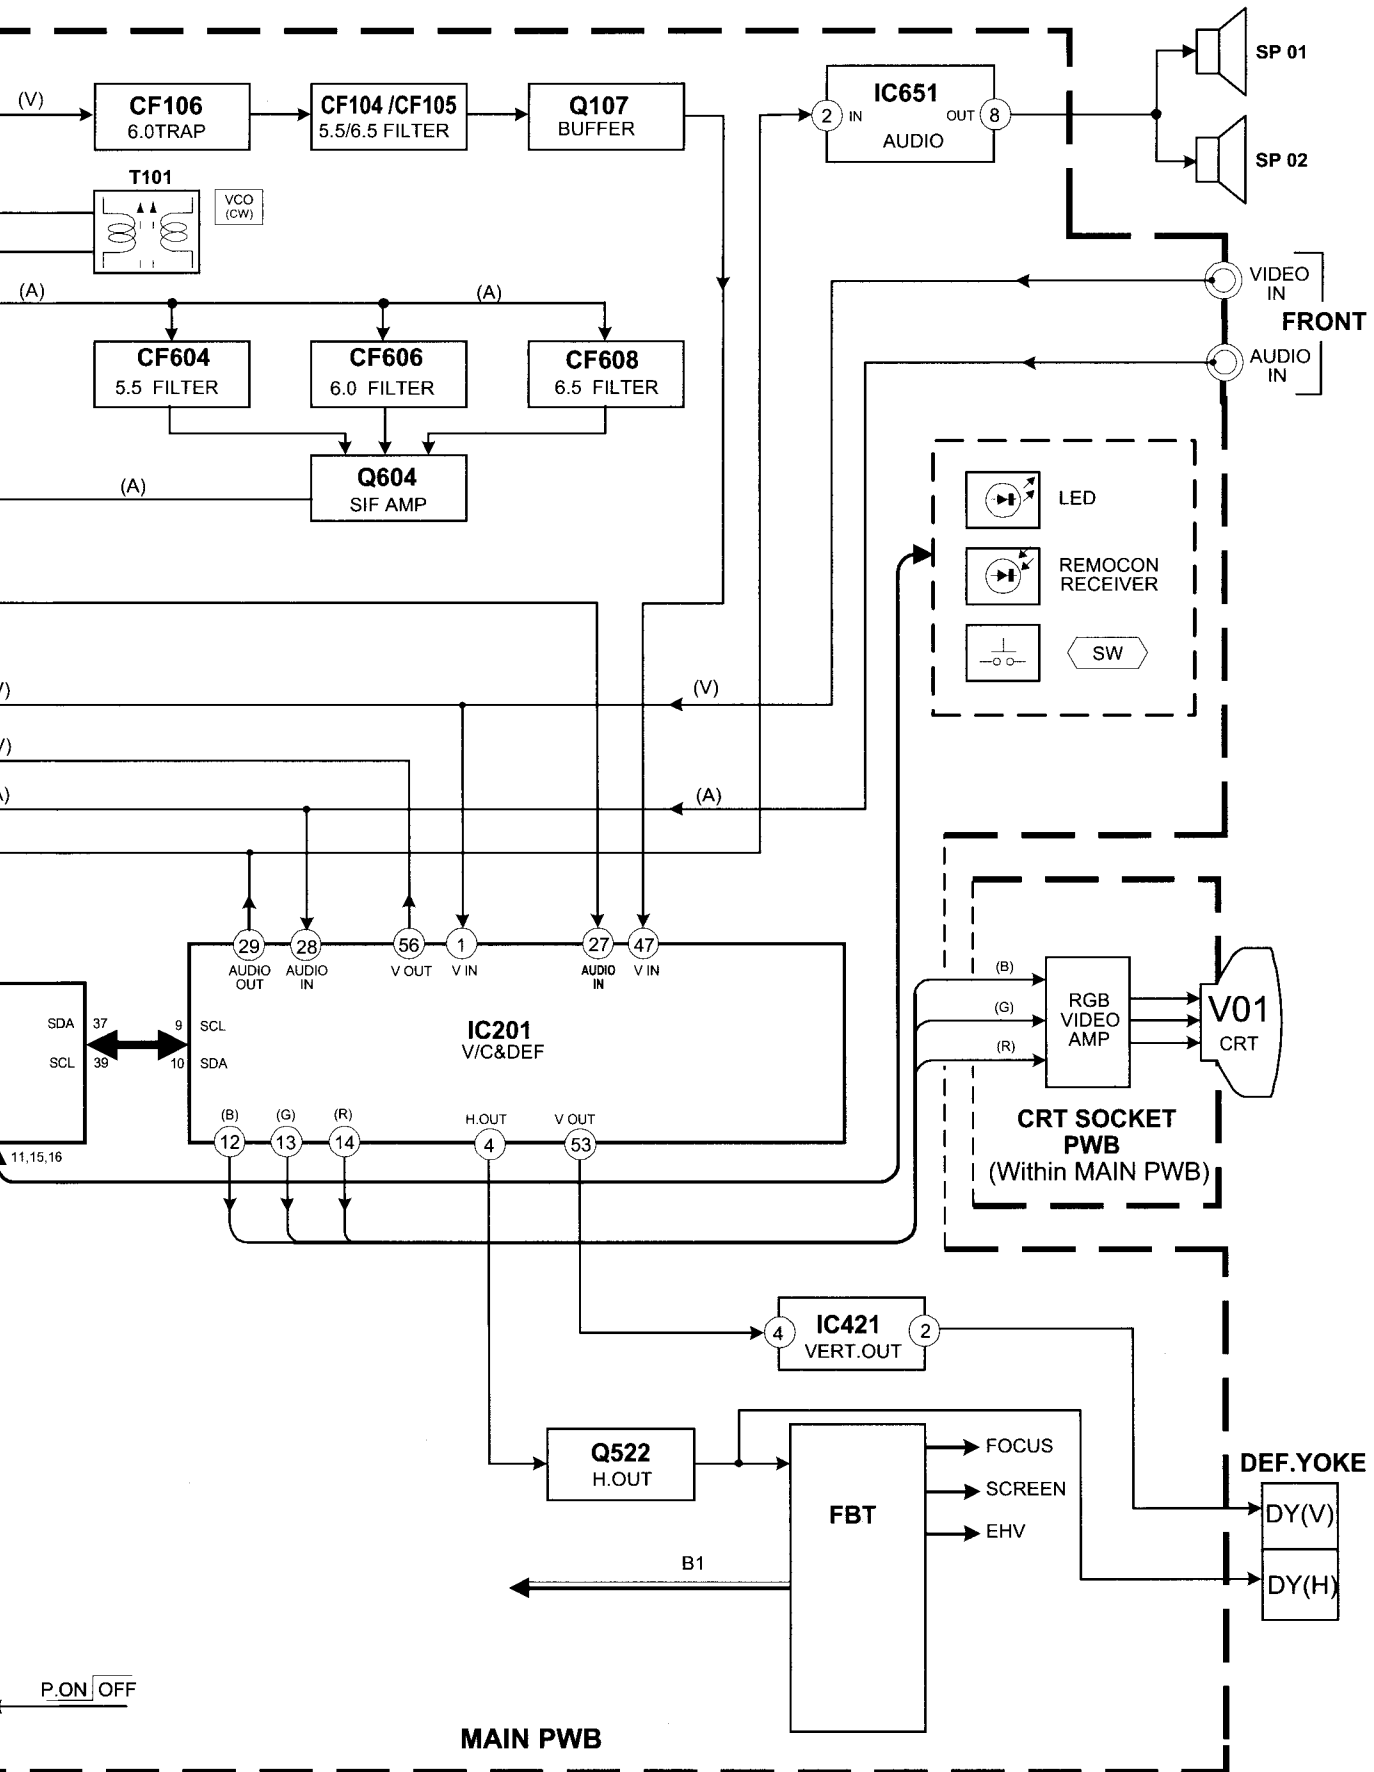 (V)
CF106
6.0TRAP
CF104 /CF105
5.5/6.5 FILTER
Q107
BUFFER
2
IN
IC651
OUT
8
AUDIO
SP 01
SP 02
T101
VCO
(CW)
(A)
(A)
VIDEO
IN
FRONT
AUDIO
IN
CF604
5.5 FILTER
CF606
6.0 FILTER
CF608
6.5 FILTER
(A)
Q604
SIF AMP
LED
REMOCON
RECEIVER
SW
V)
(V)
V)
A)
(A)
29
28
56
1
27
47
AUDIO
OUT
AUDIO
IN
V OUT
V IN
AUDIO
IN
V IN
SDA
37
9
SCL
SCL
39
10
SDA
IC201
V/C&DEF
(B)
(G)
(R)
H.OUT
V OUT
12
13
14
4
53
11,15,16
(B)
(G)
(R)
RGB
VIDEO
AMP
V01
CRT
CRT SOCKET
PWB
(Within MAIN PWB)
4
IC421
2
VERT.OUT
Q522
H.OUT
FBT
FOCUS
SCREEN
EHV
B1
DEF.YOKE
DY(V)
DY(H)
P.ON OFF
MAIN PWB